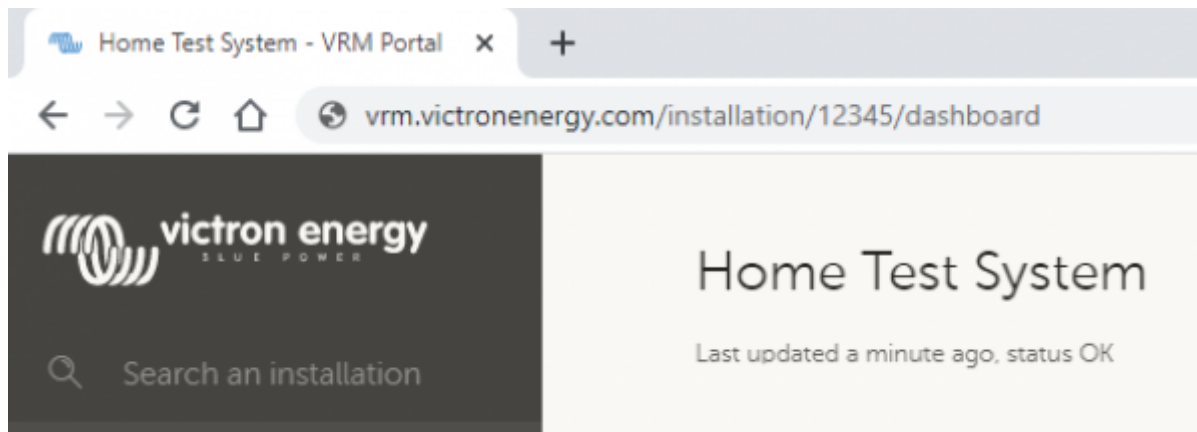 Home Test System - VRM Portal
vrm.victronenergy.com/installation/12345/dashboard
victron energy
BLUE POWER
Search an installation
Home Test System
Last updated a minute ago, status OK